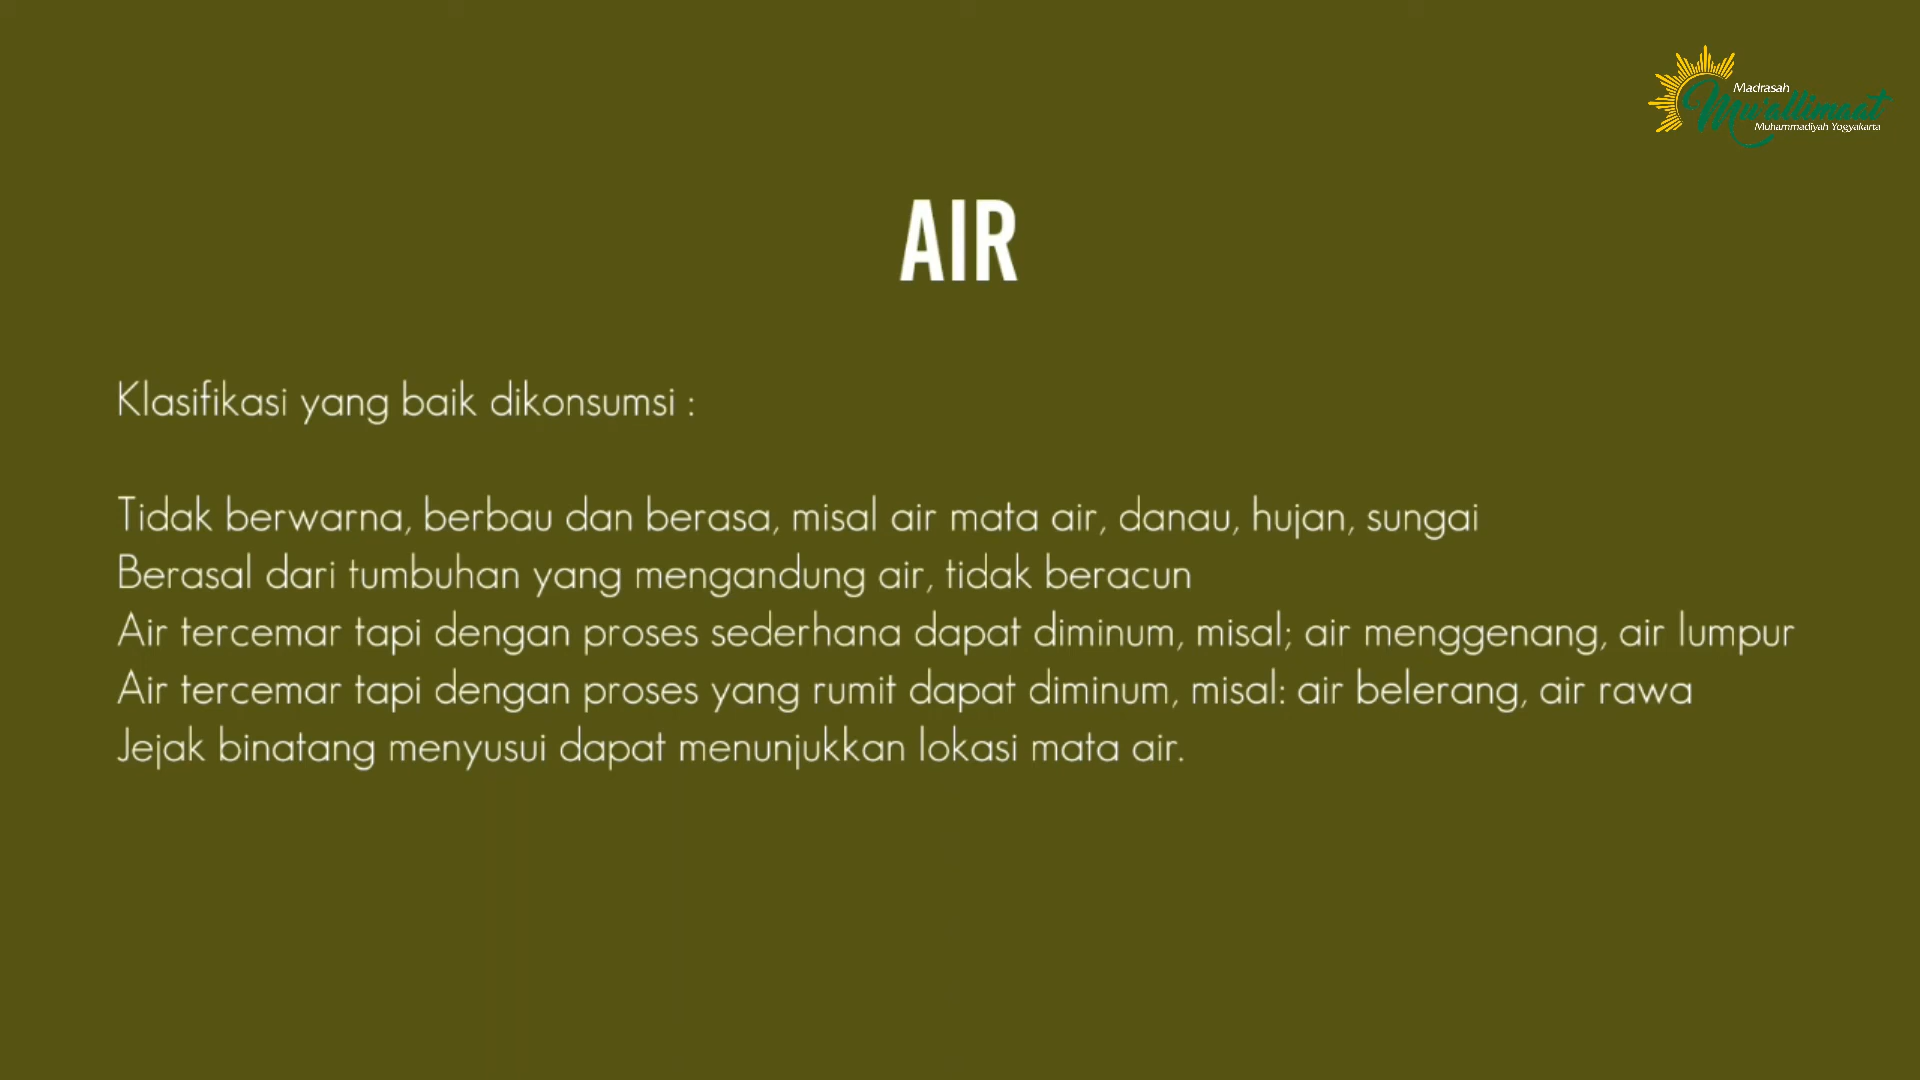 Madrasah
Mu'allimaat
Muhammadiyah Yogyakarta
AIR
Klasifikasi yang baik dikonsumsi :
Tidak berwarna, berbau dan berasa, misal air mata air, danau, hujan, sungai
Berasal dari tumbuhan yang mengandung air, tidak beracun
Air tercemar tapi dengan proses sederhana dapat diminum, misal; air menggenang, air lumpur
Air tercemar tapi dengan proses yang rumit dapat diminum, misal: air belerang, air rawa
Jejak binatang menyusui dapat menunjukkan lokasi mata air.